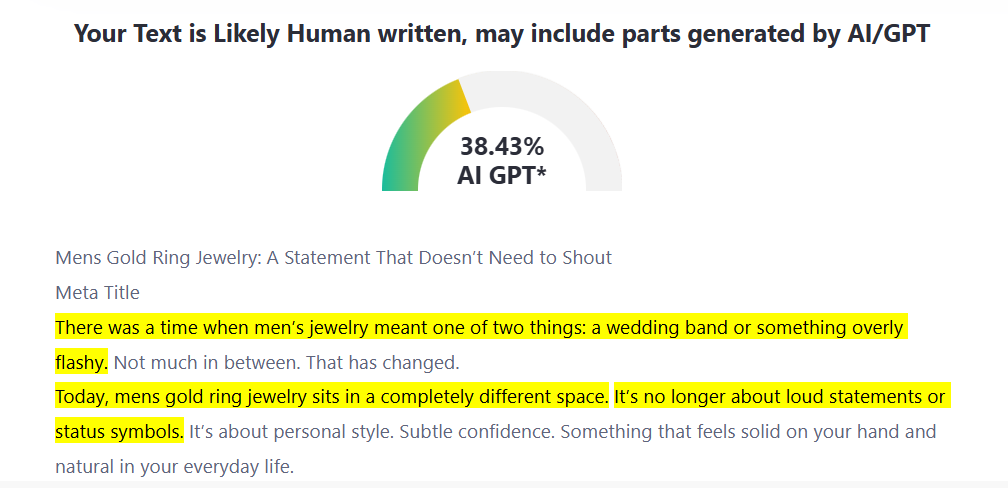 Your Text is Likely Human written, may include parts generated by AI/GPT
38.43%
AI GPT*
Mens Gold Ring Jewelry: A Statement That Doesn’t Need to Shout
Meta Title
There was a time when men’s jewelry meant one of two things: a wedding band or something overly
flashy. Not much in between. That has changed.
Today, mens gold ring jewelry sits in a completely different space. It’s no longer about loud statements or
status symbols. It’s about personal style. Subtle confidence. Something that feels solid on your hand and
natural in your everyday life.